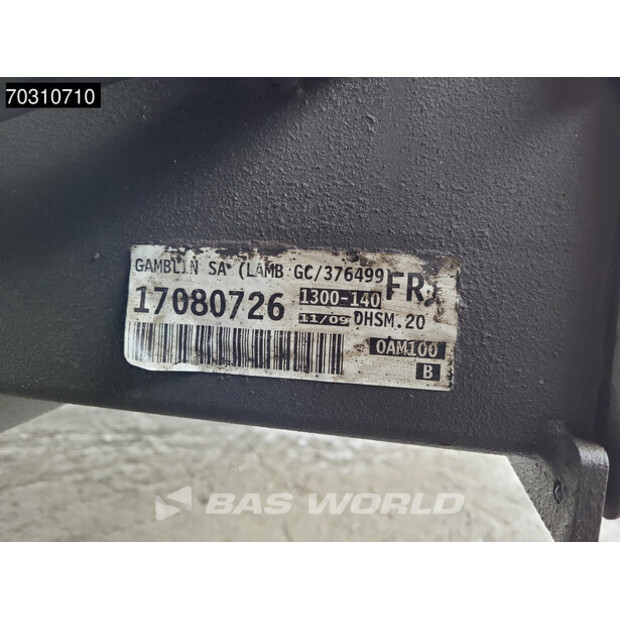 70310710
GAMBLIN SA* (LAMB GC/376499)
17080726 1300-140 FR)
11/09 DHSM.20
OAM100
B
BAS WORLD